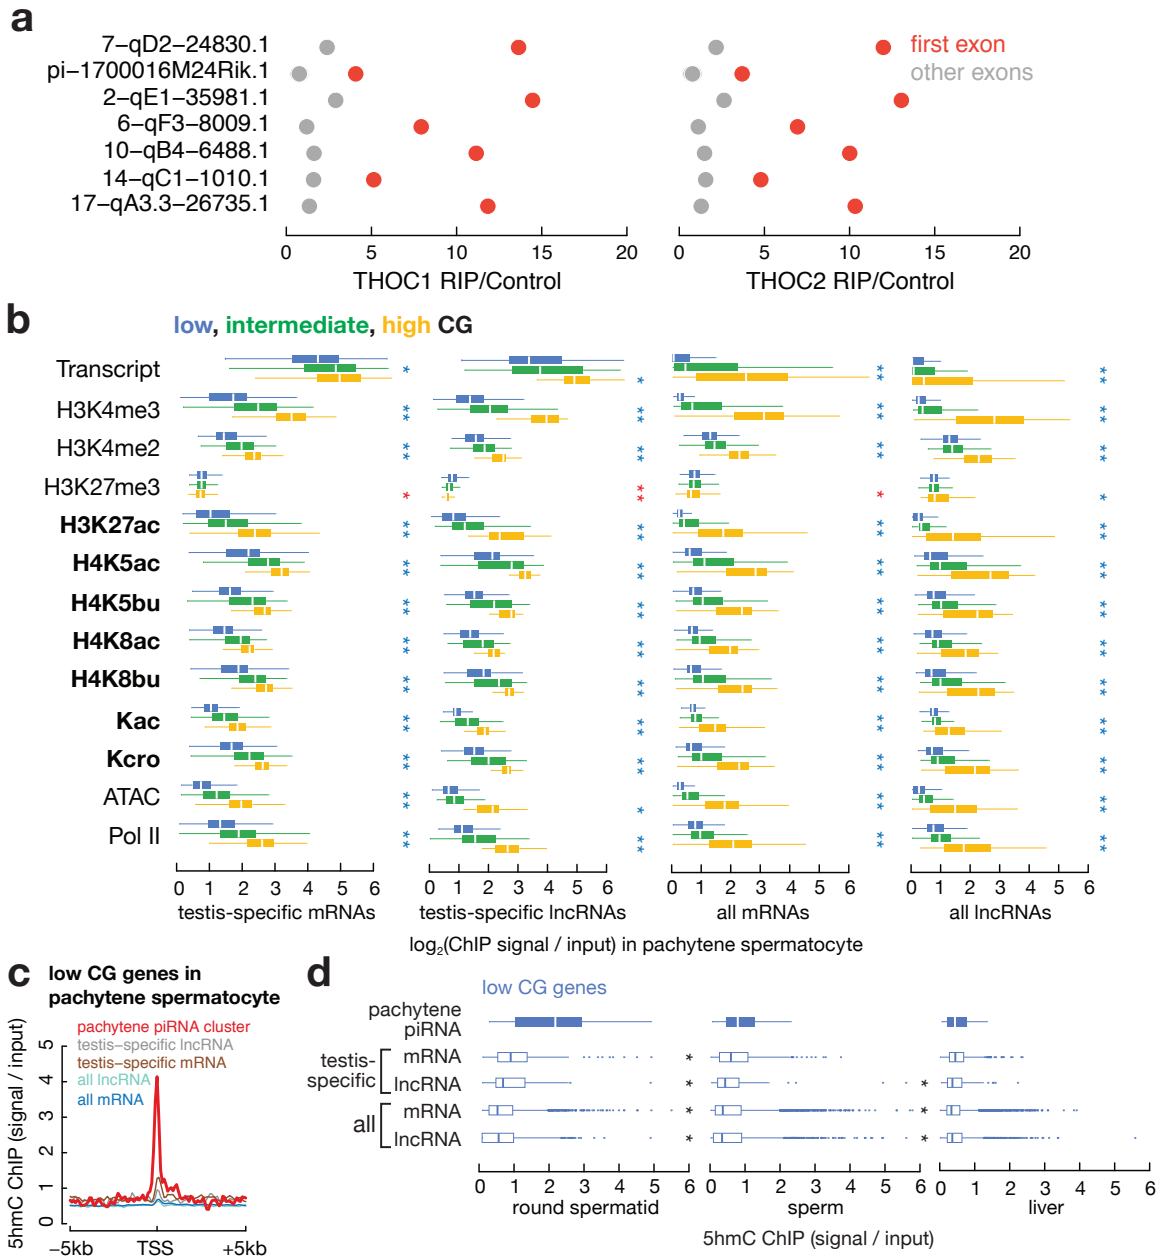 a
7–qD2–24830.1
pi–1700016M24Rik.1
2–qE1–35981.1
6–qF3–8009.1
10–qB4–6488.1
14–qC1–1010.1
17–qA3.3–26735.1
first exon
other exons
0 5 10 15 20
THOC1 RIP/Control
0 5 10 15 20
THOC2 RIP/Control
b
low, intermediate, high CG
Transcript
H3K4me3
H3K4me2
H3K27me3
H3K27ac
H4K5ac
H4K5bu
H4K8ac
H4K8bu
Kac
Kcro
ATAC
Pol II
0 1 2 3 4 5 6
testis-specific mRNAs
0 1 2 3 4 5 6
testis-specific lncRNAs
0 1 2 3 4 5 6
all mRNAs
0 1 2 3 4 5 6
all lncRNAs
log₂(ChIP signal / input) in pachytene spermatocyte
c
low CG genes in
pachytene spermatocyte
pachytene piRNA cluster
testis–specific lncRNA
testis–specific mRNA
all lncRNA
all mRNA
5hmC ChIP (signal / input)
5
4
3
2
1
0
−5kb TSS +5kb
d
low CG genes
pachytene
piRNA
testis-
specific
mRNA
lncRNA
all
mRNA
lncRNA
0 1 2 3 4 5 6
round spermatid
0 1 2 3 4 5 6
sperm
0 1 2 3 4 5 6
liver
5hmC ChIP (signal / input)